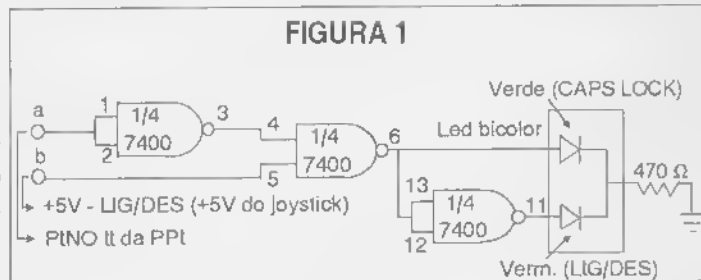 FIGURA 1
Verde (CAPS LOCK)
a
1
1/4
7400
3
2
4
1/4
7400
6
5
Led bicolor
470 Ω
b
13
1/4
7400
11
12
+5V - LIG/DES (+5V do joystick)
PtNO tt da PPt
Verm. (LIG/DES)